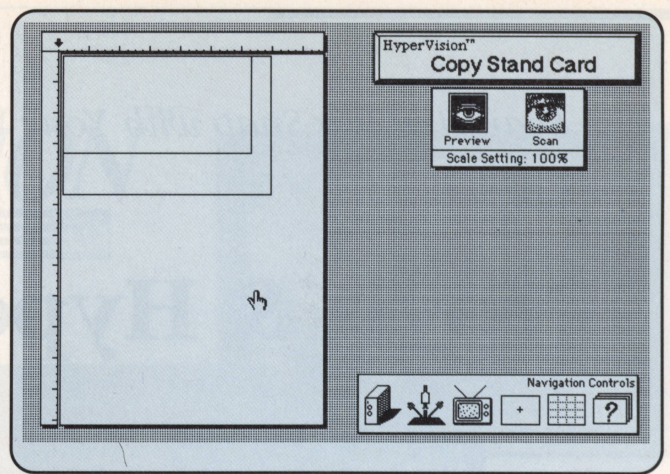 HyperVision™
Copy Stand Card
Preview Scan
Scale Setting: 100%
Navigation Controls
?